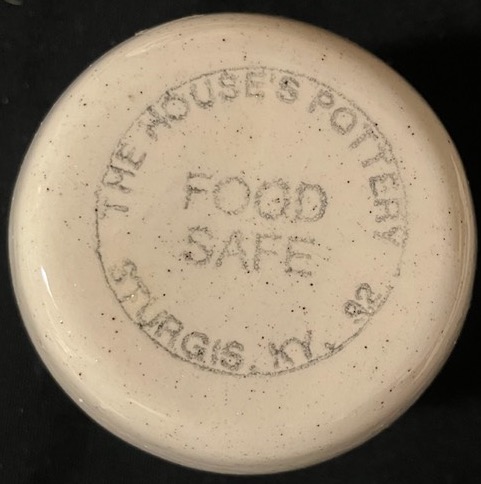 THE HOUSE'S POTTERY
FOOD
SAFE
STURGIS, KY. 92